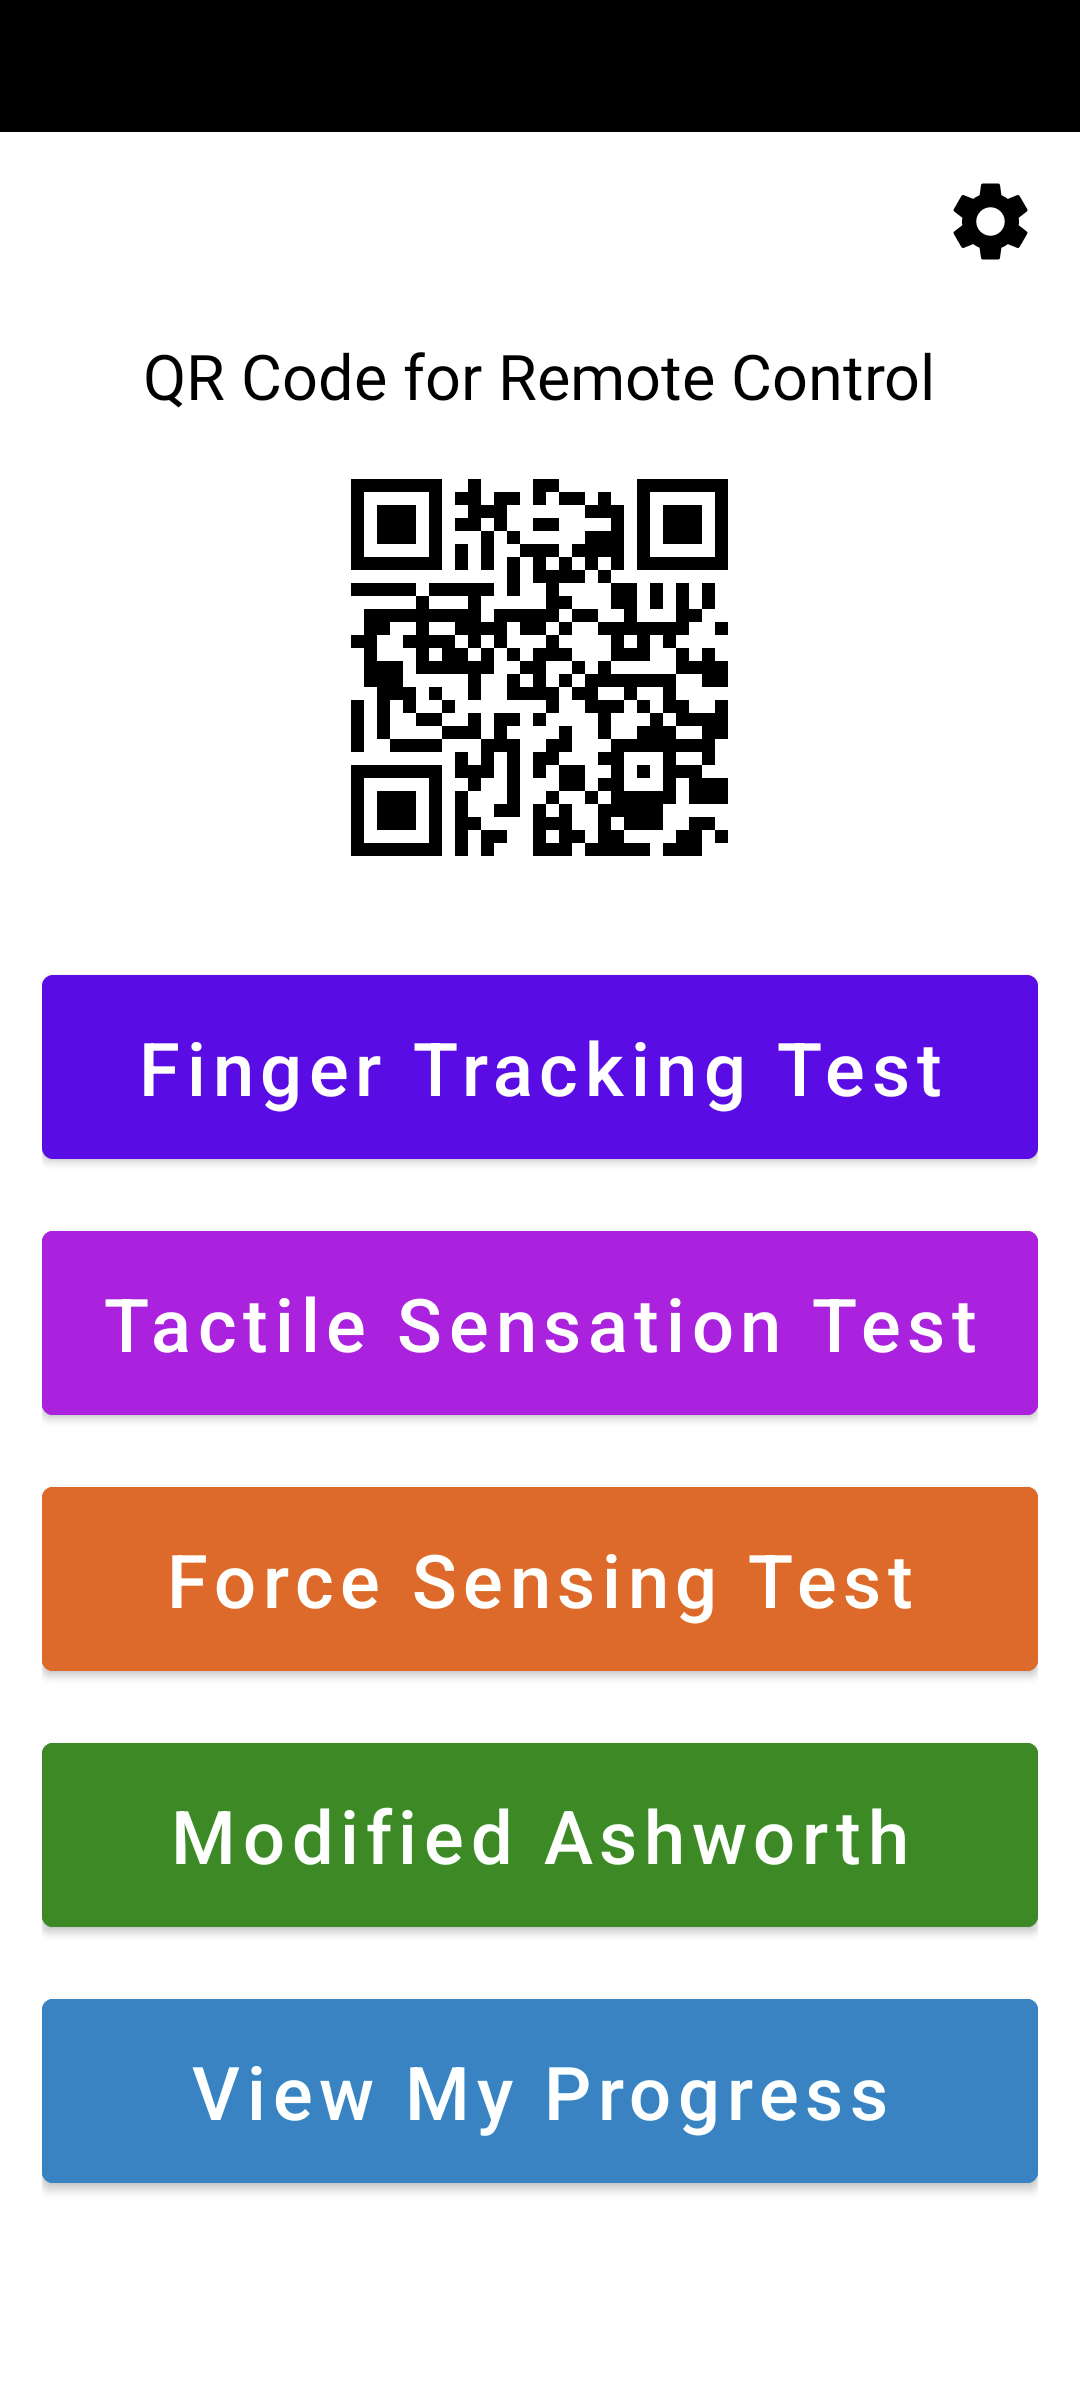 QR Code for Remote Control
Finger Tracking Test
Tactile Sensation Test
Force Sensing Test
Modified Ashworth
View My Progress